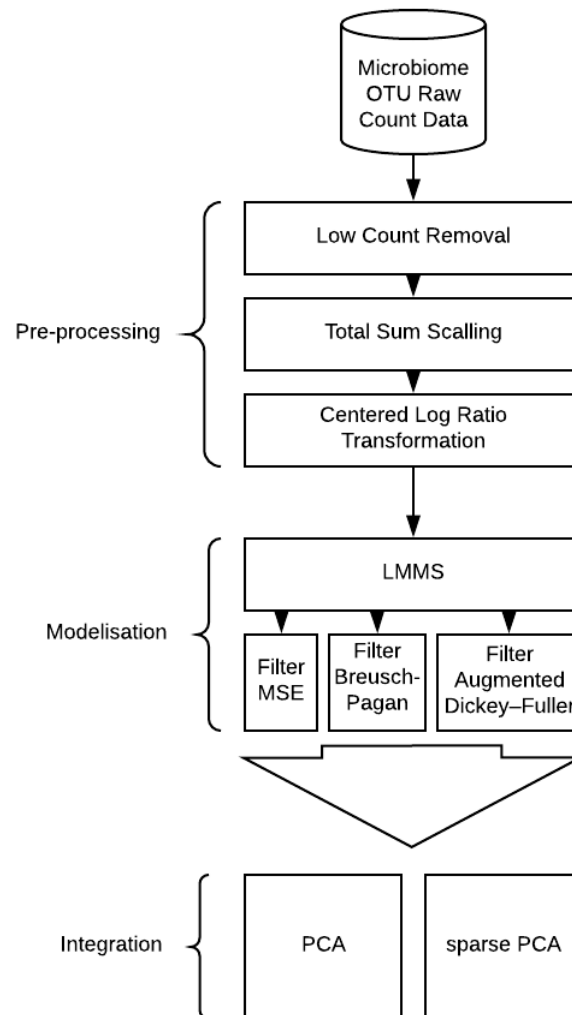 Microbiome
OTU Raw
Count Data
Low Count Removal
Pre-processing
Total Sum Scalling
Centered Log Ratio
Transformation
LMMS
Modelisation
Filter
MSE
Filter
Breusch-
Pagan
Filter
Augmented
Dickey–Fuller
Integration
PCA
sparse PCA